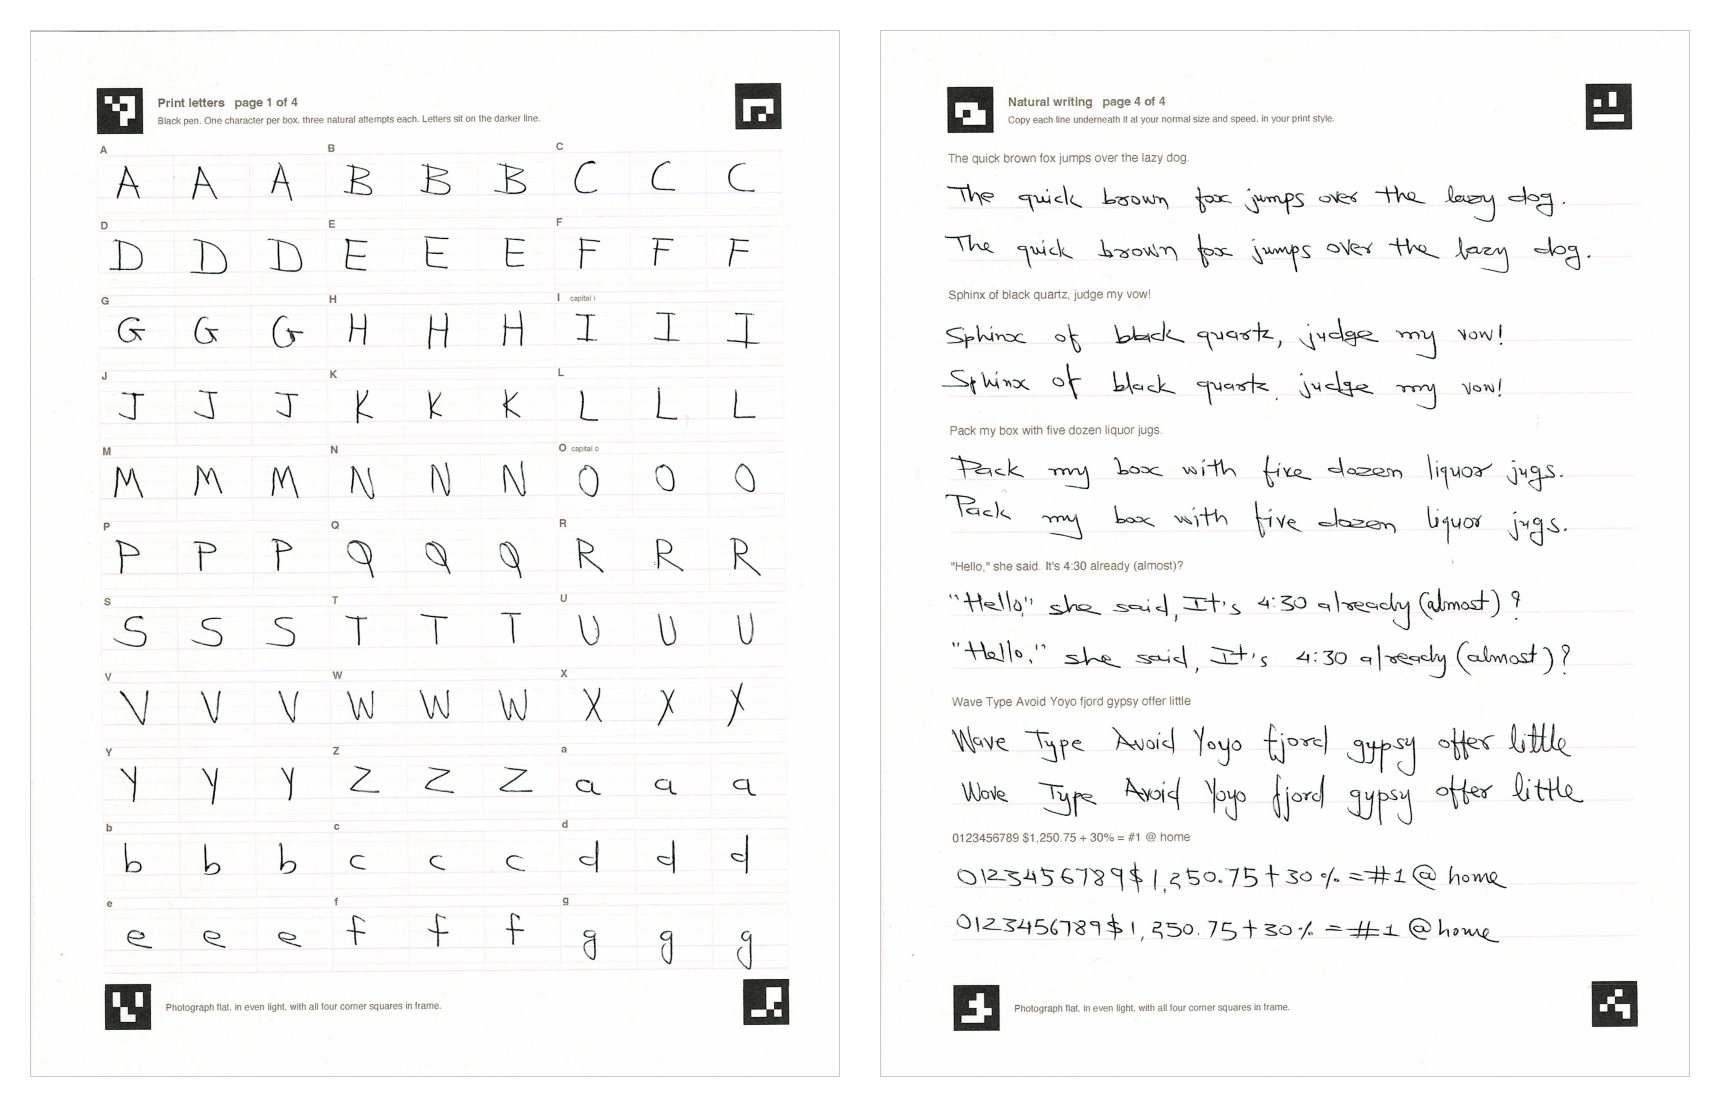 Print letters page 1 of 4
Black pen. One character per box, three natural attempts each. Letters sit on the darker line.
A B C
A A A B B B C C C
D E F
D D D E E E F F F
G H I capital i
G G G H H H I I I
J K L
J J J K K K L L L
M N O capital o
M M M N N N O O O
P Q R
P P P Q Q Q R R R
S T U
S S S T T T U U U
V W X
V V V W W W X X X
Y Z a
Y Y Y Z Z Z a a a
b c d
b b b c c c d d d
e f g
e e e f f f g g g
Photograph flat, in even light, with all four corner squares in frame.
Natural writing page 4 of 4
Copy each line underneath it at your normal size and speed, in your print style.
The quick brown fox jumps over the lazy dog.
The quick brown fox jumps over the lazy dog.
The quick brown fox jumps over the lazy dog.
Sphinx of black quartz, judge my vow!
Sphinx of black quartz, judge my vow!
Sphinx of black quartz, judge my vow!
Pack my box with five dozen liquor jugs.
Pack my box with five dozen liquor jugs.
Pack my box with five dozen liquor jugs.
"Hello," she said. It's 4:30 already (almost)?
"Hello," she said, It's 4:30 already (almost)?
"Hello," she said, It's 4:30 already (almost)?
Wave Type Avoid Yoyo fjord gypsy offer little
Wave Type Avoid Yoyo fjord gypsy offer little
Wave Type Avoid Yoyo fjord gypsy offer little
0123456789 $1,250.75 + 30% = #1 @ home
0123456789$1,250.75+30%=#1@ home
0123456789$1,250.75+30% = #1 @ home
Photograph flat, in even light, with all four corner squares in frame.